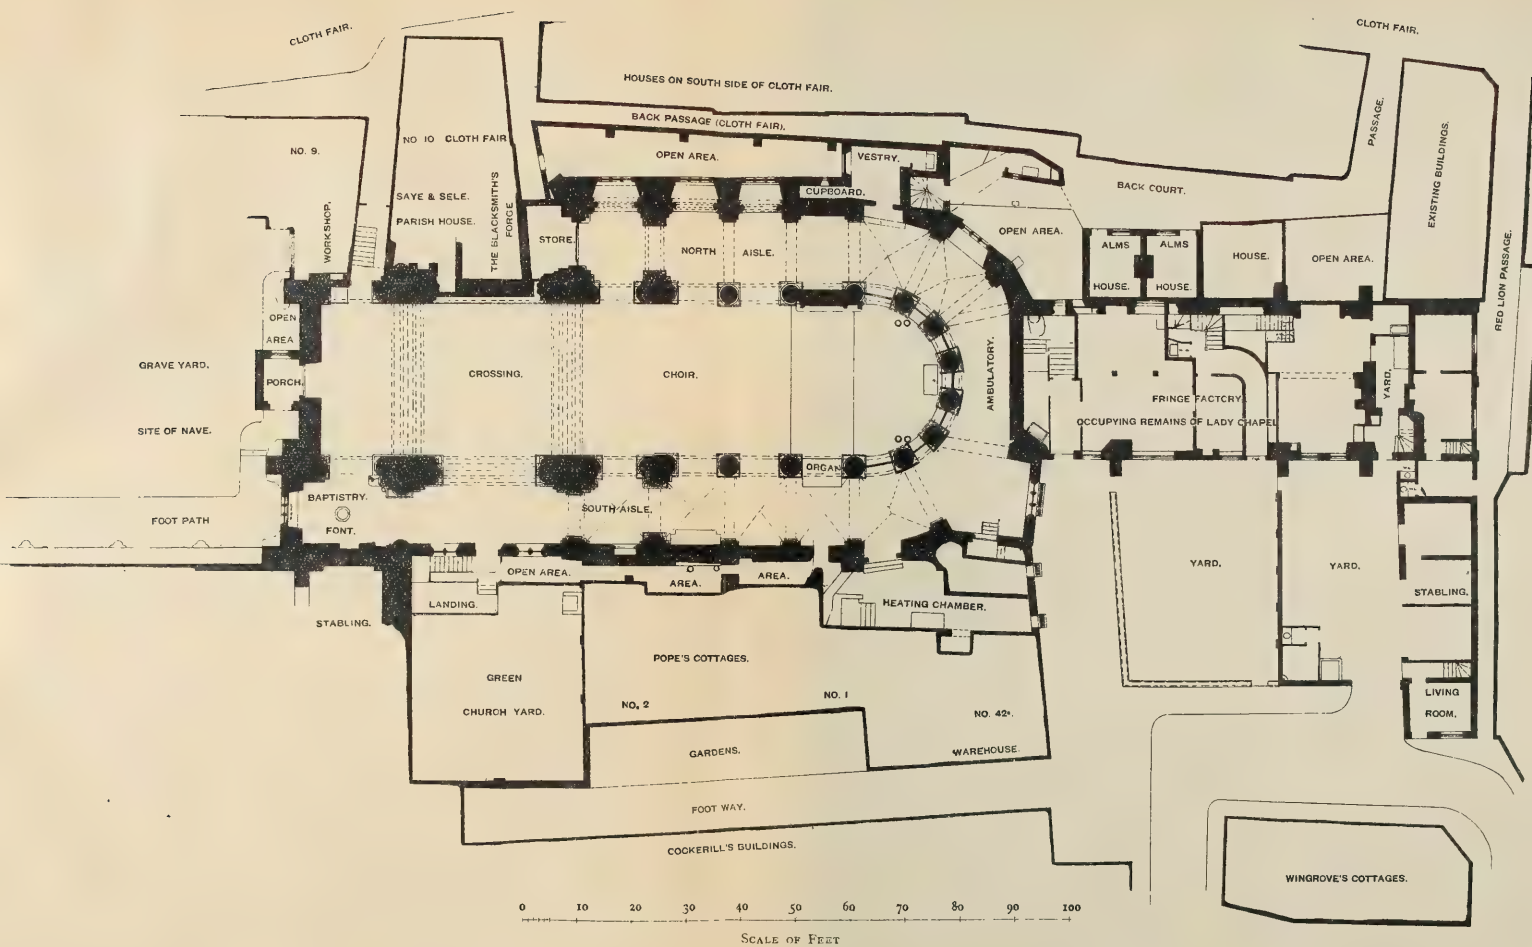 CLOTH FAIR.
CLOTH FAIR.
HOUSES ON SOUTH SIDE OF CLOTH FAIR.
BACK PASSAGE (CLOTH FAIR).
PASSAGE.
EXISTING BUILDINGS.
RED LION PASSAGE.
NO. 9.
WORKSHOP.
NO 10 CLOTH FAIR
SAYE & SELE.
PARISH HOUSE.
THE BLACKSMITH'S
FORGE
STORE.
OPEN AREA.
VESTRY.
CUPBOARD.
BACK COURT.
OPEN AREA.
ALMS
HOUSE.
ALMS
HOUSE.
HOUSE.
OPEN AREA.
NORTH AISLE.
OPEN
AREA
PORCH.
GRAVE YARD.
SITE OF NAVE.
CROSSING.
CHOIR.
AMBULATORY.
FRINGE FACTORY.
OCCUPYING REMAINS OF LADY CHAPEL
YARD.
ORGAN
BAPTISTRY.
FONT.
SOUTH AISLE.
FOOT PATH
STABLING.
LANDING.
OPEN AREA.
AREA.
AREA.
HEATING CHAMBER.
YARD.
YARD.
STABLING.
LIVING
ROOM.
GREEN
CHURCH YARD.
POPE'S COTTAGES.
NO. 2
NO. 1
NO. 42a.
WAREHOUSE.
GARDENS.
FOOT WAY.
COCKERILL'S BUILDINGS.
WINGROVE'S COTTAGES.
0 10 20 30 40 50 60 70 80 90 100
SCALE OF FEET